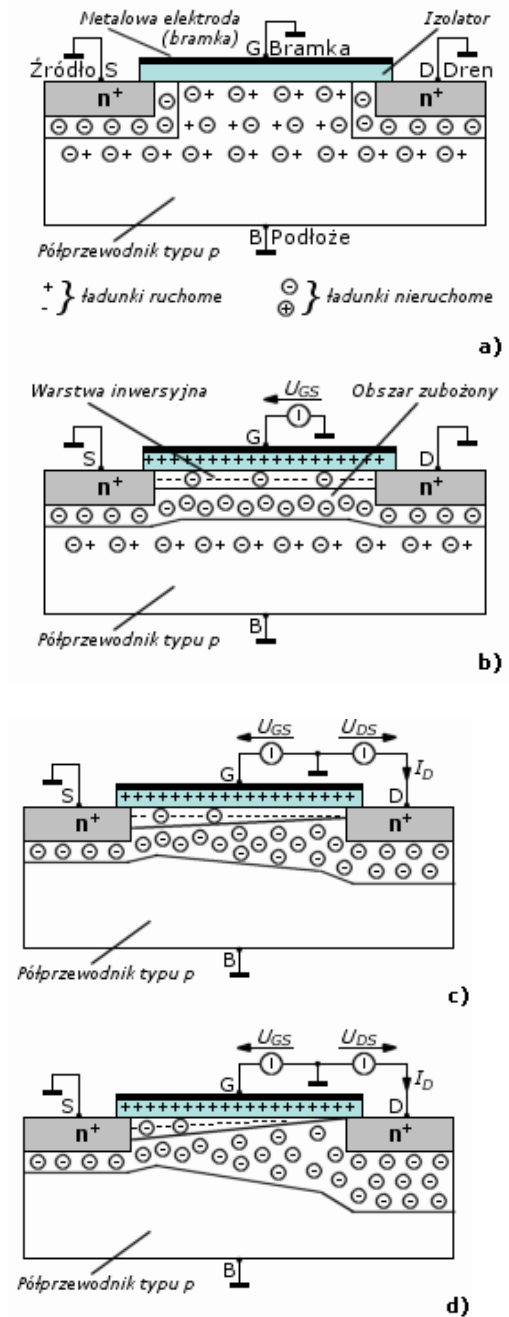 Metalowa elektroda
(bramka)
Izolator
G Bramka
Źródło S
D Dren
n+ n+
⊖ ⊖ ⊖ ⊖ ⊖ ⊖+ ⊖+ ⊖+ ⊖+ ⊖ ⊖ ⊖ ⊖ ⊖
+⊖ +⊖ +⊖ ⊖+
⊖+ ⊖+ ⊖+ ⊖+ ⊖+ ⊖+ ⊖+ ⊖+
Półprzewodnik typu p
B Podłoże
+
-
} ładunki ruchome
⊖
⊕
} ładunki nieruchome
a)
Warstwa inwersyjna
UGS
Obszar zubożony
G
S
D
+++++++++++++++++
n+ n+
⊖+ ⊖+ ⊖+ ⊖+ ⊖+ ⊖+ ⊖+ ⊖+ ⊖+
Półprzewodnik typu p
B
b)
UGS UDS
G
ID
S
D
+++++++++++++++++
n+ n+
Półprzewodnik typu p
B
c)
UGS UDS
G
ID
S
D
+++++++++++++++++
n+ n+
Półprzewodnik typu p
B
d)